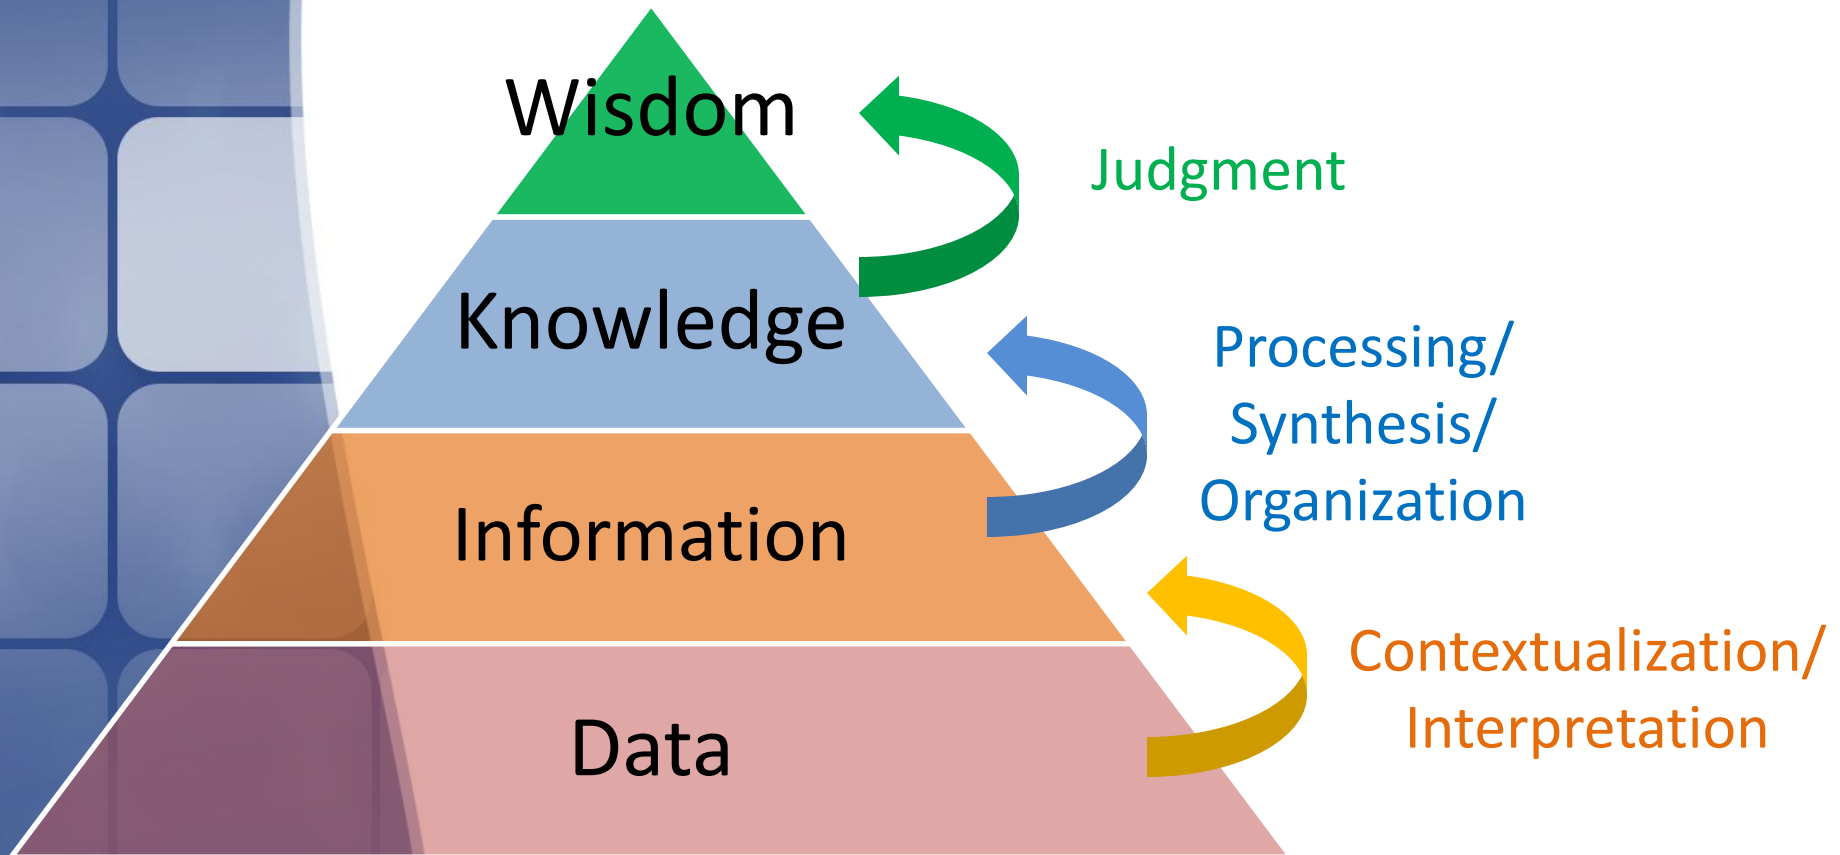 Wisdom
Judgment
Knowledge
Processing/
Synthesis/
Organization
Information
Contextualization/
Interpretation
Data